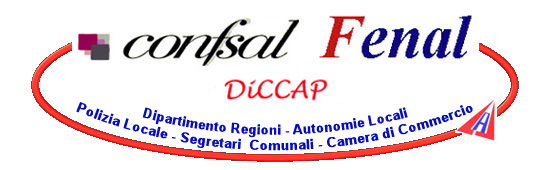 confsal Fenal
DiCCAP
Dipartimento Regioni - Autonomie Locali
Polizia Locale - Segretari Comunali - Camera di Commercio
A